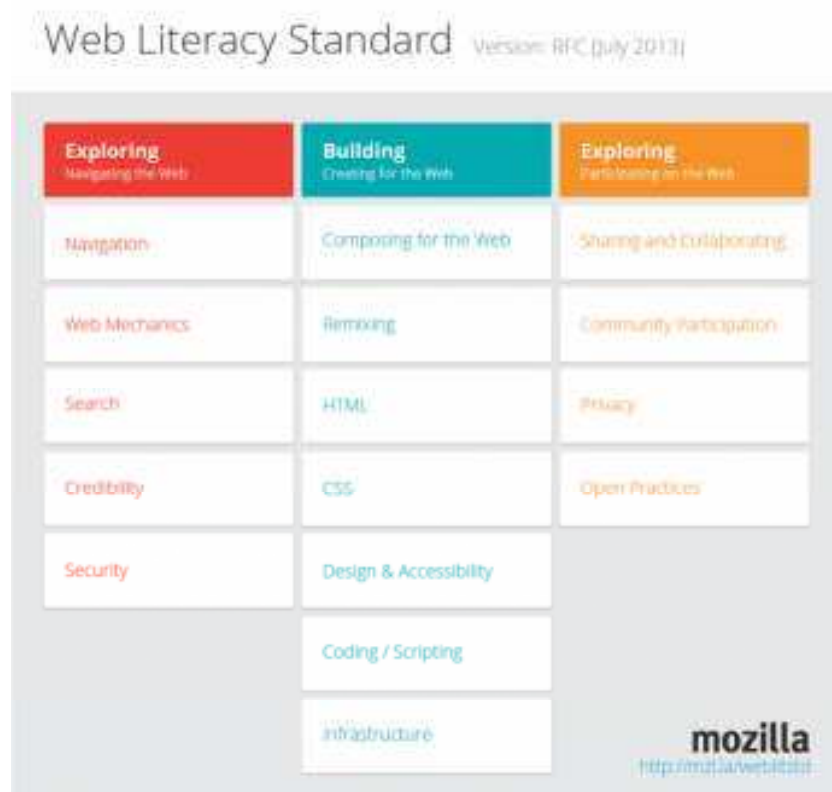 Web Literacy Standard Version: RFC (July 2013)
Exploring
Navigating the Web
Building
Creating for the Web
Exploring
Participating on the Web
Navigation
Composing for the Web
Sharing and Collaborating
Web Mechanics
Remixing
Community Participation
Search
HTML
Privacy
Credibility
CSS
Open Practices
Security
Design & Accessibility
Coding / Scripting
Infrastructure
mozilla